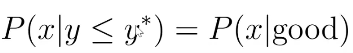 P(x|y ≤ y*) = P(x|good)